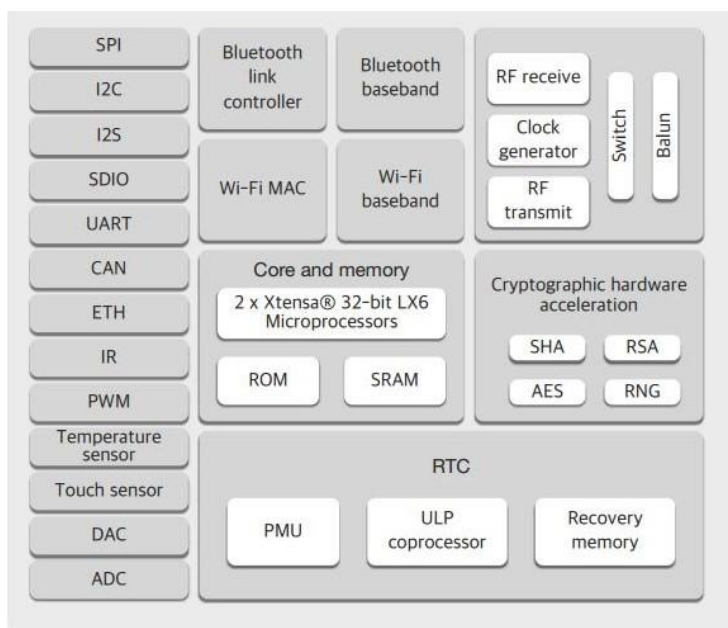 SPI
I2C
I2S
SDIO
UART
CAN
ETH
IR
PWM
Temperature
sensor
Touch sensor
DAC
ADC
Bluetooth
link
controller
Bluetooth
baseband
Wi-Fi MAC
Wi-Fi
baseband
RF receive
Clock
generator
RF
transmit
Switch
Balun
Core and memory
2 x Xtensa® 32-bit LX6
Microprocessors
ROM
SRAM
Cryptographic hardware
acceleration
SHA
RSA
AES
RNG
RTC
PMU
ULP
coprocessor
Recovery
memory